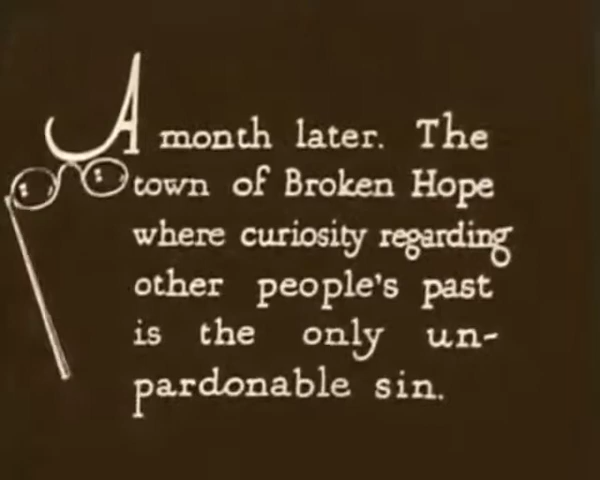 A month later. The
town of Broken Hope
where curiosity regarding
other people's past
is the only un-
pardonable sin.